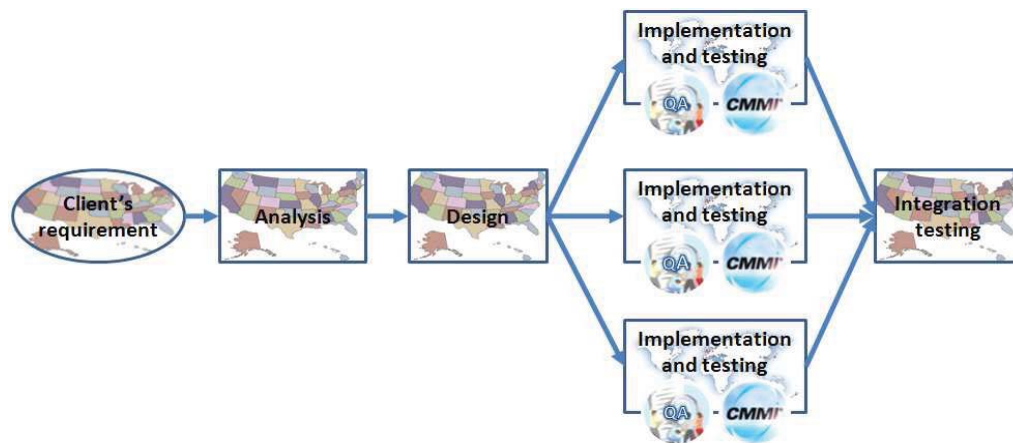 Client's
requirement
Analysis
Design
Implementation
and testing
QA
CMMI
Implementation
and testing
QA
CMMI
Implementation
and testing
QA
CMMI
Integration
testing